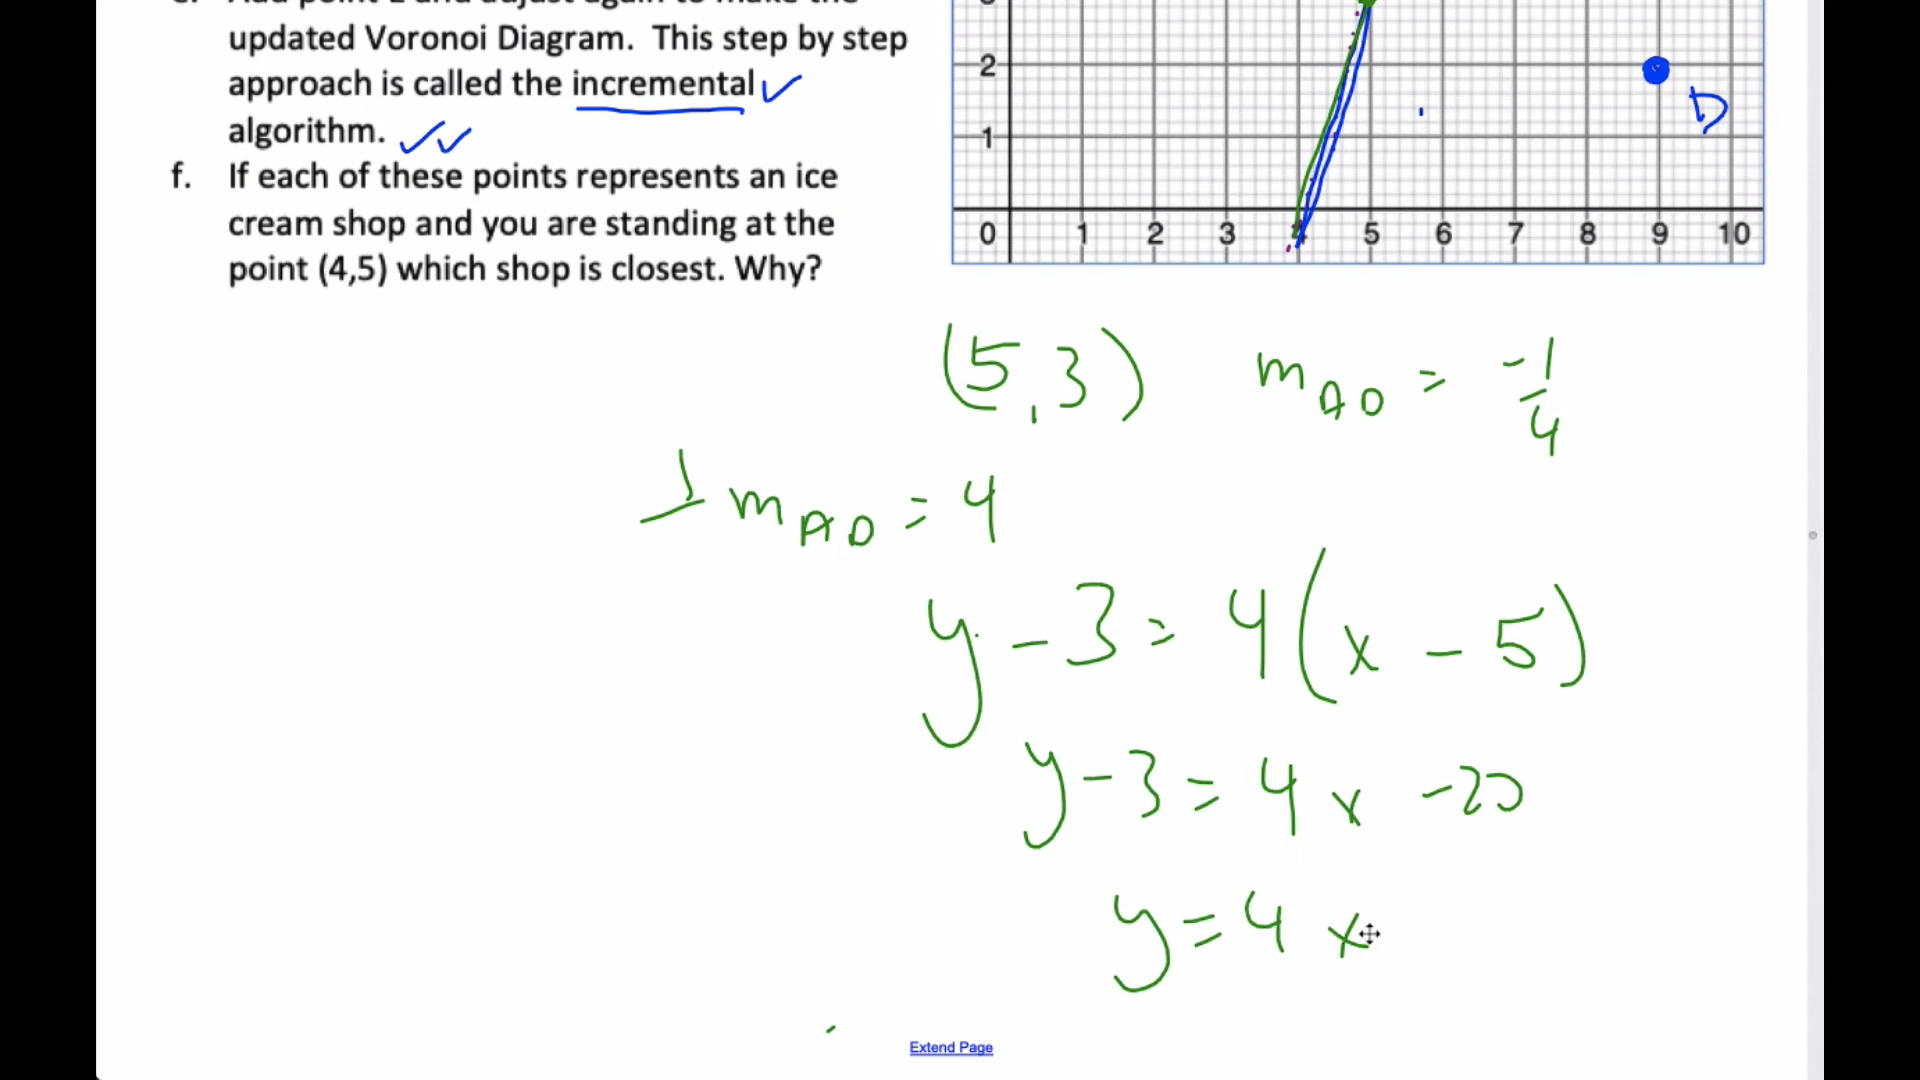 updated Voronoi Diagram. This step by step
approach is called the incremental ✓
algorithm. ✓✓
f. If each of these points represents an ice
cream shop and you are standing at the
point (4,5) which shop is closest. Why?
2
1
D
0 1 2 3 4 5 6 7 8 9 10
(5,3) m_AD = -1/4
⊥ m_AD = 4
y - 3 = 4(x - 5)
y - 3 = 4x - 20
y = 4x
Extend Page